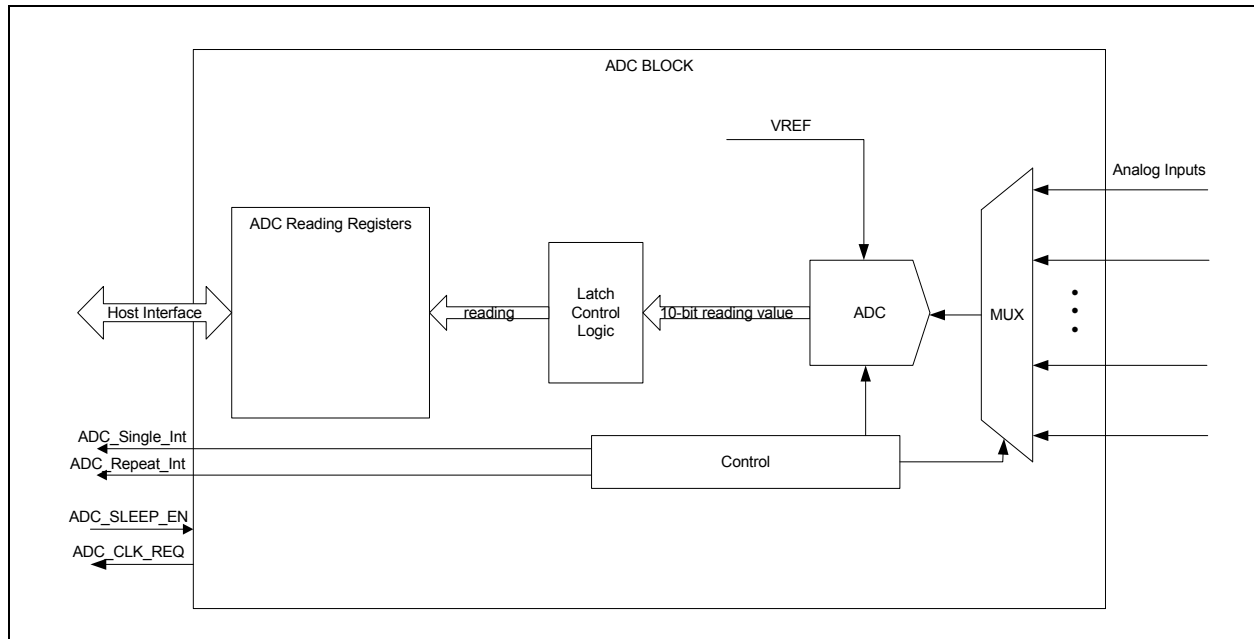 ADC BLOCK
VREF
Analog Inputs
ADC Reading Registers
Latch
Control
Logic
Host Interface
reading
10-bit reading value
ADC
MUX
ADC_Single_Int
ADC_Repeat_Int
Control
ADC_SLEEP_EN
ADC_CLK_REQ